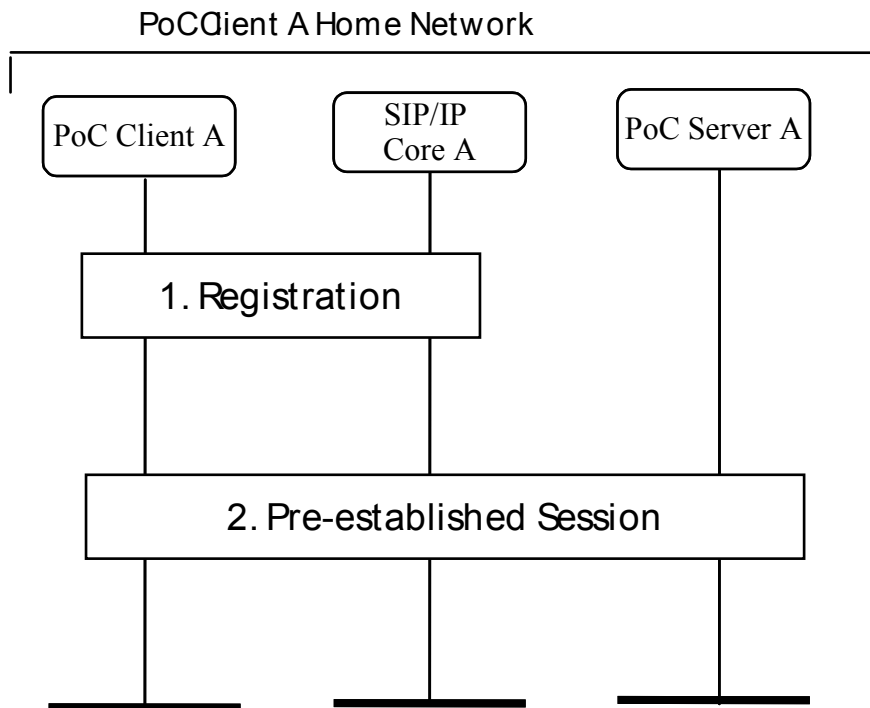 PoCClient A Home Network
PoC Client A
SIP/IP
Core A
PoC Server A
1. Registration
2. Pre-established Session